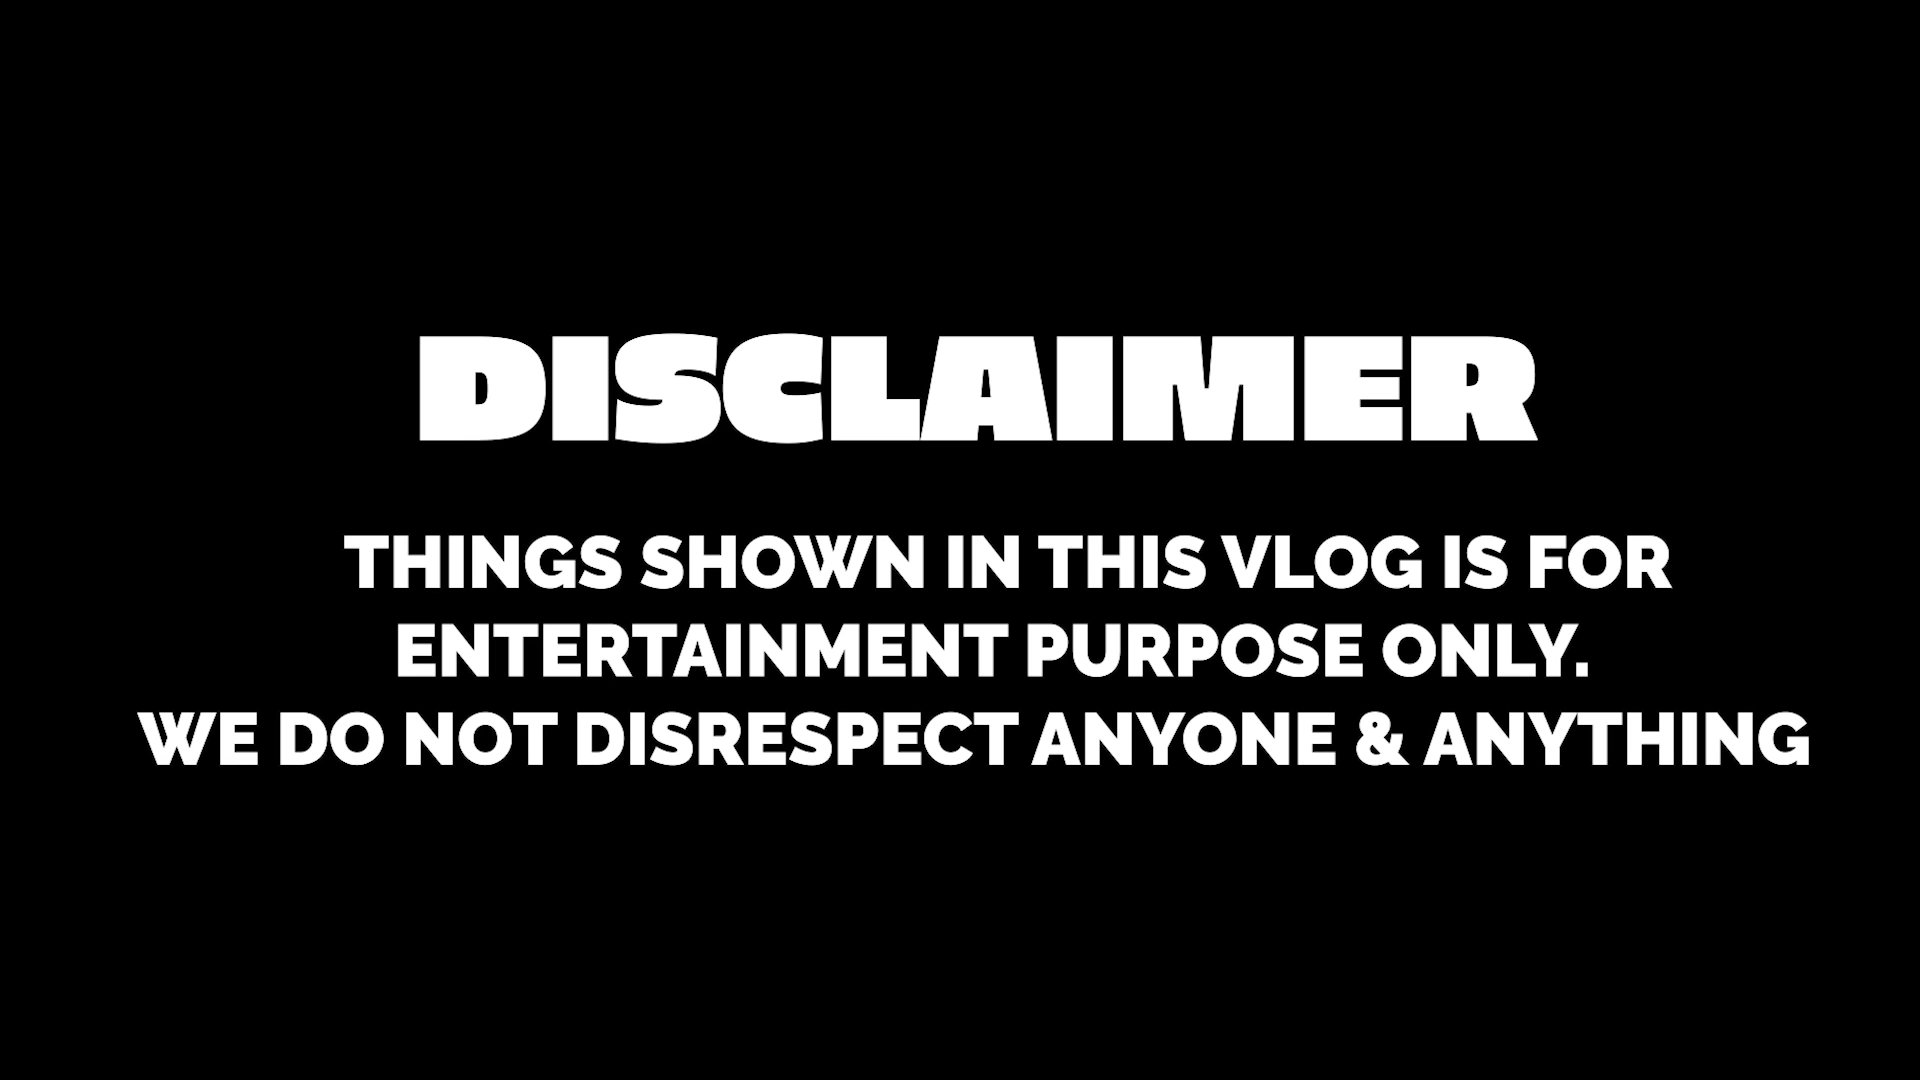 DISCLAIMER
THINGS SHOWN IN THIS VLOG IS FOR
ENTERTAINMENT PURPOSE ONLY.
WE DO NOT DISRESPECT ANYONE & ANYTHING